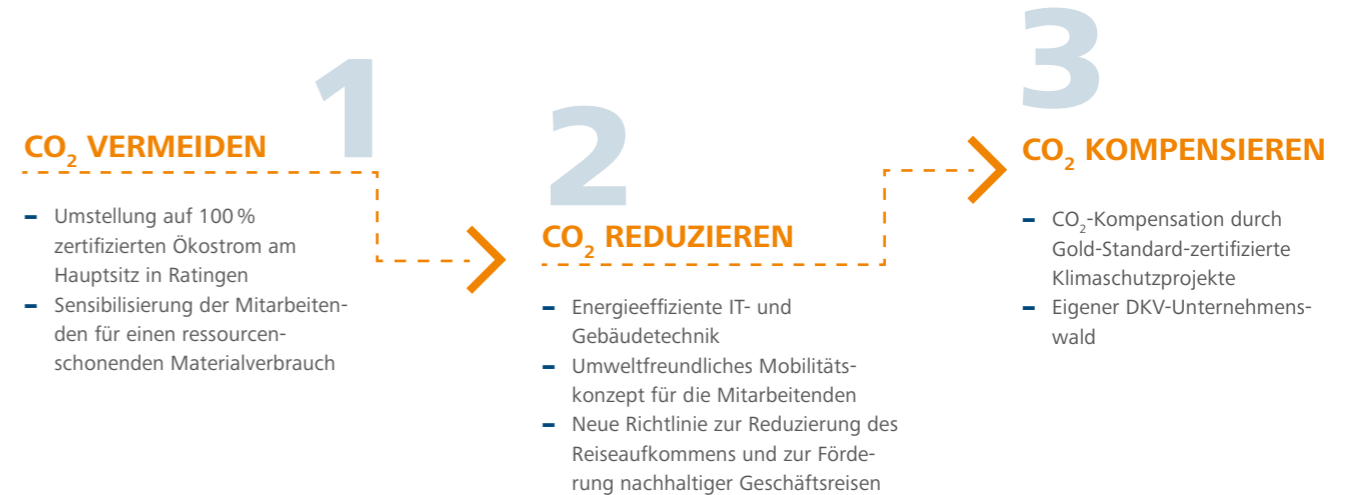 1
CO₂ VERMEIDEN
– Umstellung auf 100 %
zertifizierten Ökostrom am
Hauptsitz in Ratingen
– Sensibilisierung der Mitarbeiten-
den für einen ressourcen-
schonenden Materialverbrauch
2
CO₂ REDUZIEREN
– Energieeffiziente IT- und
Gebäudetechnik
– Umweltfreundliches Mobilitäts-
konzept für die Mitarbeitenden
– Neue Richtlinie zur Reduzierung des
Reiseaufkommens und zur Förde-
rung nachhaltiger Geschäftsreisen
3
CO₂ KOMPENSIEREN
– CO₂-Kompensation durch
Gold-Standard-zertifizierte
Klimaschutzprojekte
– Eigener DKV-Unternehmens-
wald